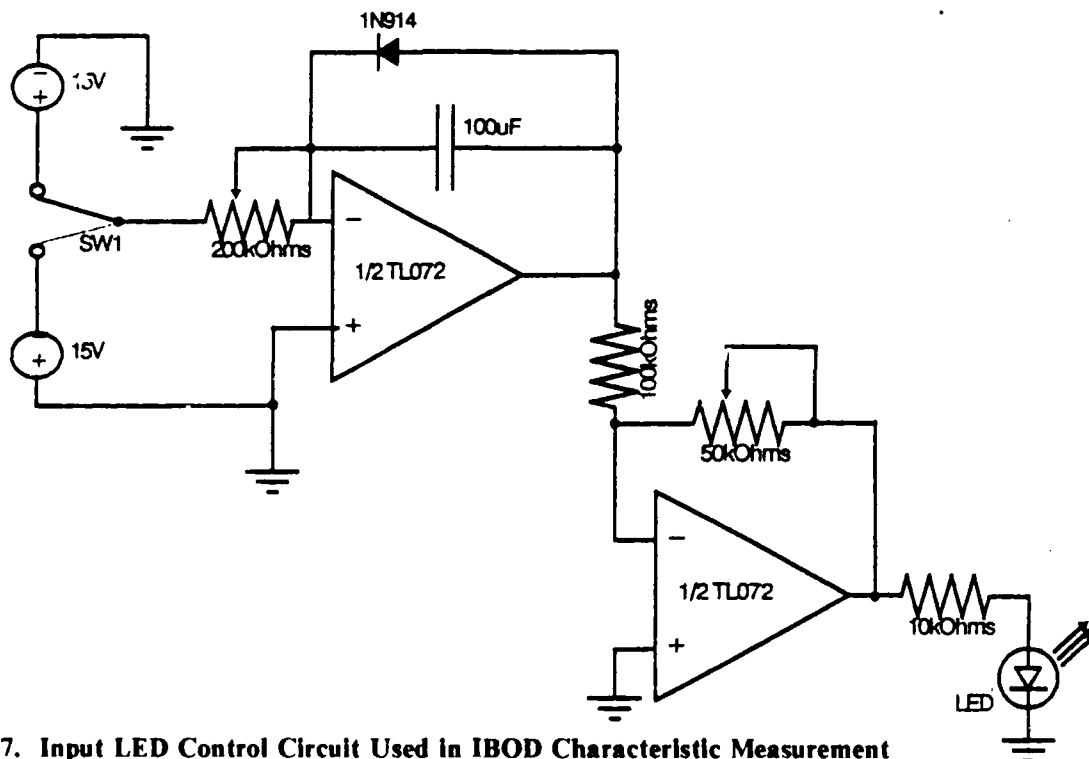 1N914
15V
100uF
SW1
200kOhms
1/2 TL072
15V
100kOhms
50kOhms
1/2 TL072
10kOhms
LED
7. Input LED Control Circuit Used in IBOD Characteristic Measurement